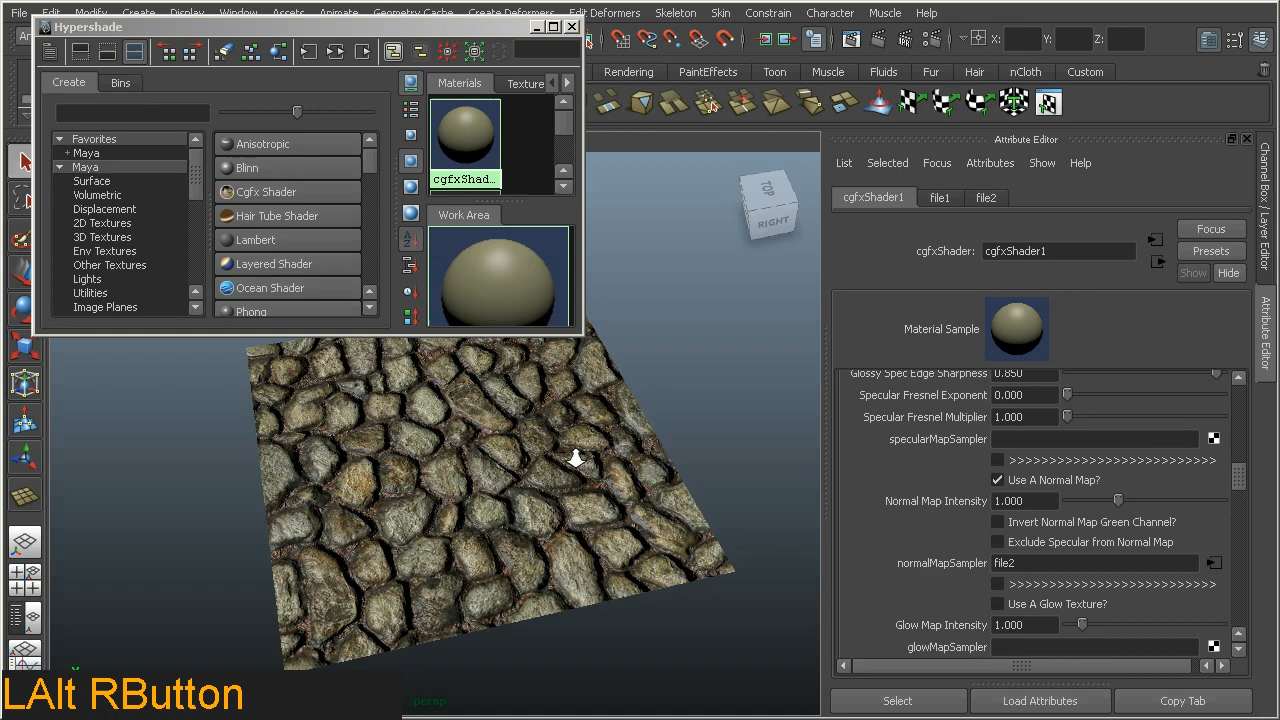 File Edit Modify Create Display Window Assets Animate Geometry Cache Create Deformers Edit Deformers Skeleton Skin Constrain Character Muscle Help
Hypershade
X: Y: Z:
Rendering PaintEffects Toon Muscle Fluids Fur Hair nCloth Custom
Create Bins
Materials Texture
Favorites
+ Maya
Maya
Surface
Volumetric
Displacement
2D Textures
3D Textures
Env Textures
Other Textures
Lights
Utilities
Image Planes
Anisotropic
Blinn
Cgfx Shader
Hair Tube Shader
Lambert
Layered Shader
Ocean Shader
Phong
cgfxShad...
Work Area
TOP
RIGHT
Attribute Editor
List Selected Focus Attributes Show Help
cgfxShader1 file1 file2
cgfxShader: cgfxShader1
Focus
Presets
Show Hide
Material Sample
Glossy Spec Edge Sharpness 0.850
Specular Fresnel Exponent 0.000
Specular Fresnel Multiplier 1.000
specularMapSampler
>>>>>>>>>>>>>>>>>>>>>>>>>
Use A Normal Map?
Normal Map Intensity 1.000
Invert Normal Map Green Channel?
Exclude Specular from Normal Map
normalMapSampler file2
>>>>>>>>>>>>>>>>>>>>>>>>>
Use A Glow Texture?
Glow Map Intensity 1.000
glowMapSampler
Select Load Attributes Copy Tab
Channel Box / Layer Editor
Attribute Editor
persp
LAlt RButton